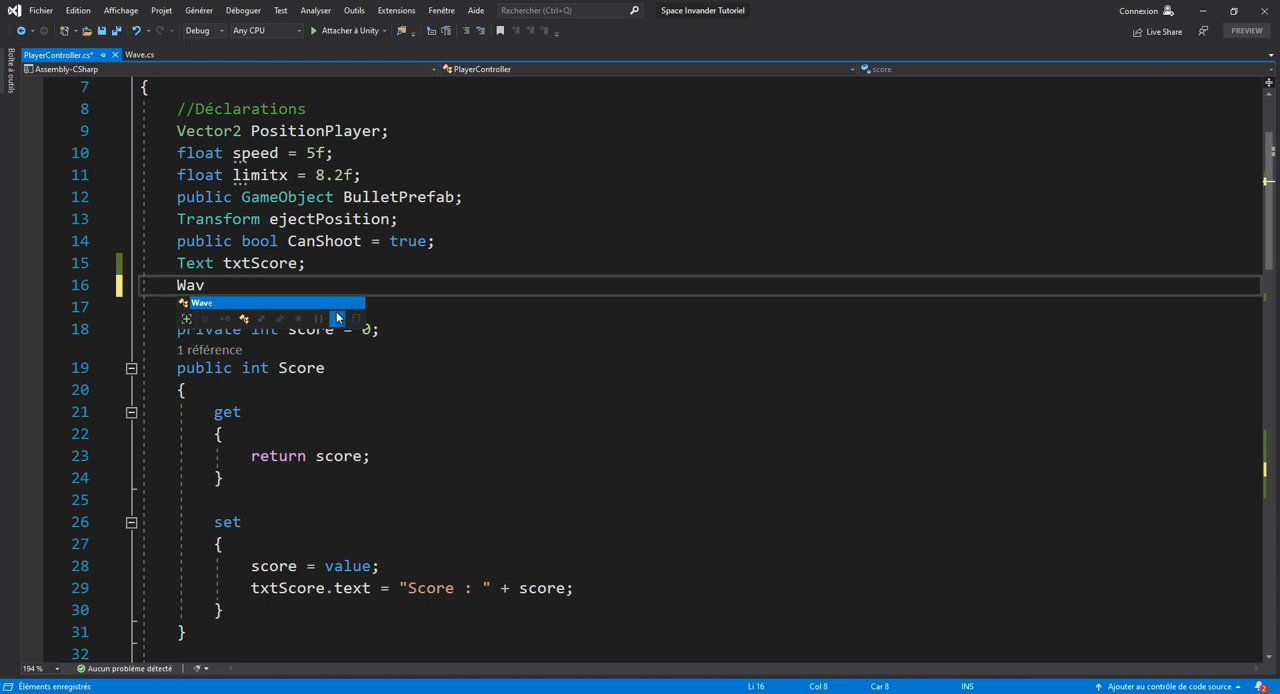 Fichier Edition Affichage Projet Générer Déboguer Test Analyser Outils Extensions Fenêtre Aide Rechercher (Ctrl+Q) Space Invander Tutoriel Connexion
Debug Any CPU Attacher à Unity Live Share PREVIEW
Boîte à outils
PlayerController.cs* Wave.cs
Assembly-CSharp PlayerController score
7 {
8 //Déclarations
9 Vector2 PositionPlayer;
10 float speed = 5f;
11 float limitx = 8.2f;
12 public GameObject BulletPrefab;
13 Transform ejectPosition;
14 public bool CanShoot = true;
15 Text txtScore;
16 Wav
17 Wave
18 private int score = 0;
1 référence
19 public int Score
20 {
21 get
22 {
23 return score;
24 }
25
26 set
27 {
28 score = value;
29 txtScore.text = "Score : " + score;
30 }
31 }
32
194 % Aucun problème détecté
Éléments enregistrés Li 16 Col 8 Car 8 INS Ajouter au contrôle de code source 2